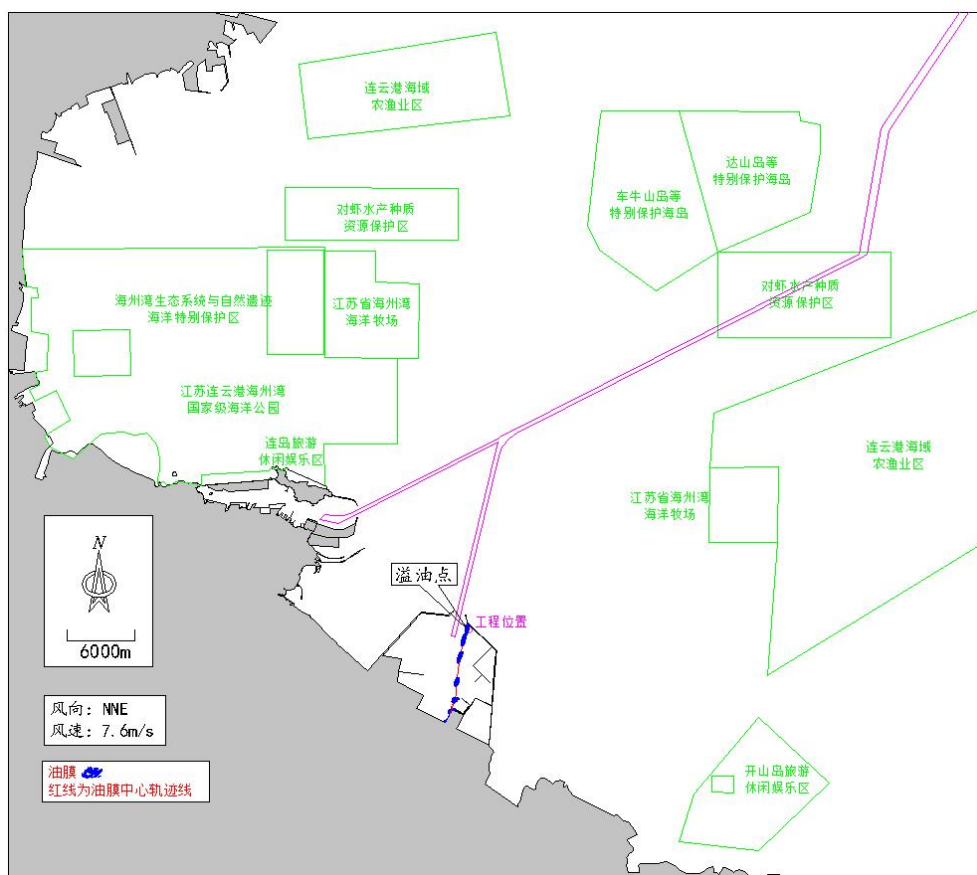 连云港海域
农渔业区
达山岛等
特别保护海岛
车牛山岛等
特别保护海岛
对虾水产种质
资源保护区
对虾水产种质
资源保护区
海州湾生态系统与自然遗迹
海洋特别保护区
江苏省海州湾
海洋牧场
江苏连云港海州湾
国家级海洋公园
连岛旅游
休闲娱乐区
连云港海域
农渔业区
江苏省海州湾
海洋牧场
N
6000m
溢油点
工程位置
风向: NNE
风速: 7.6m/s
油膜
红线为油膜中心轨迹线
开山岛旅游
休闲娱乐区